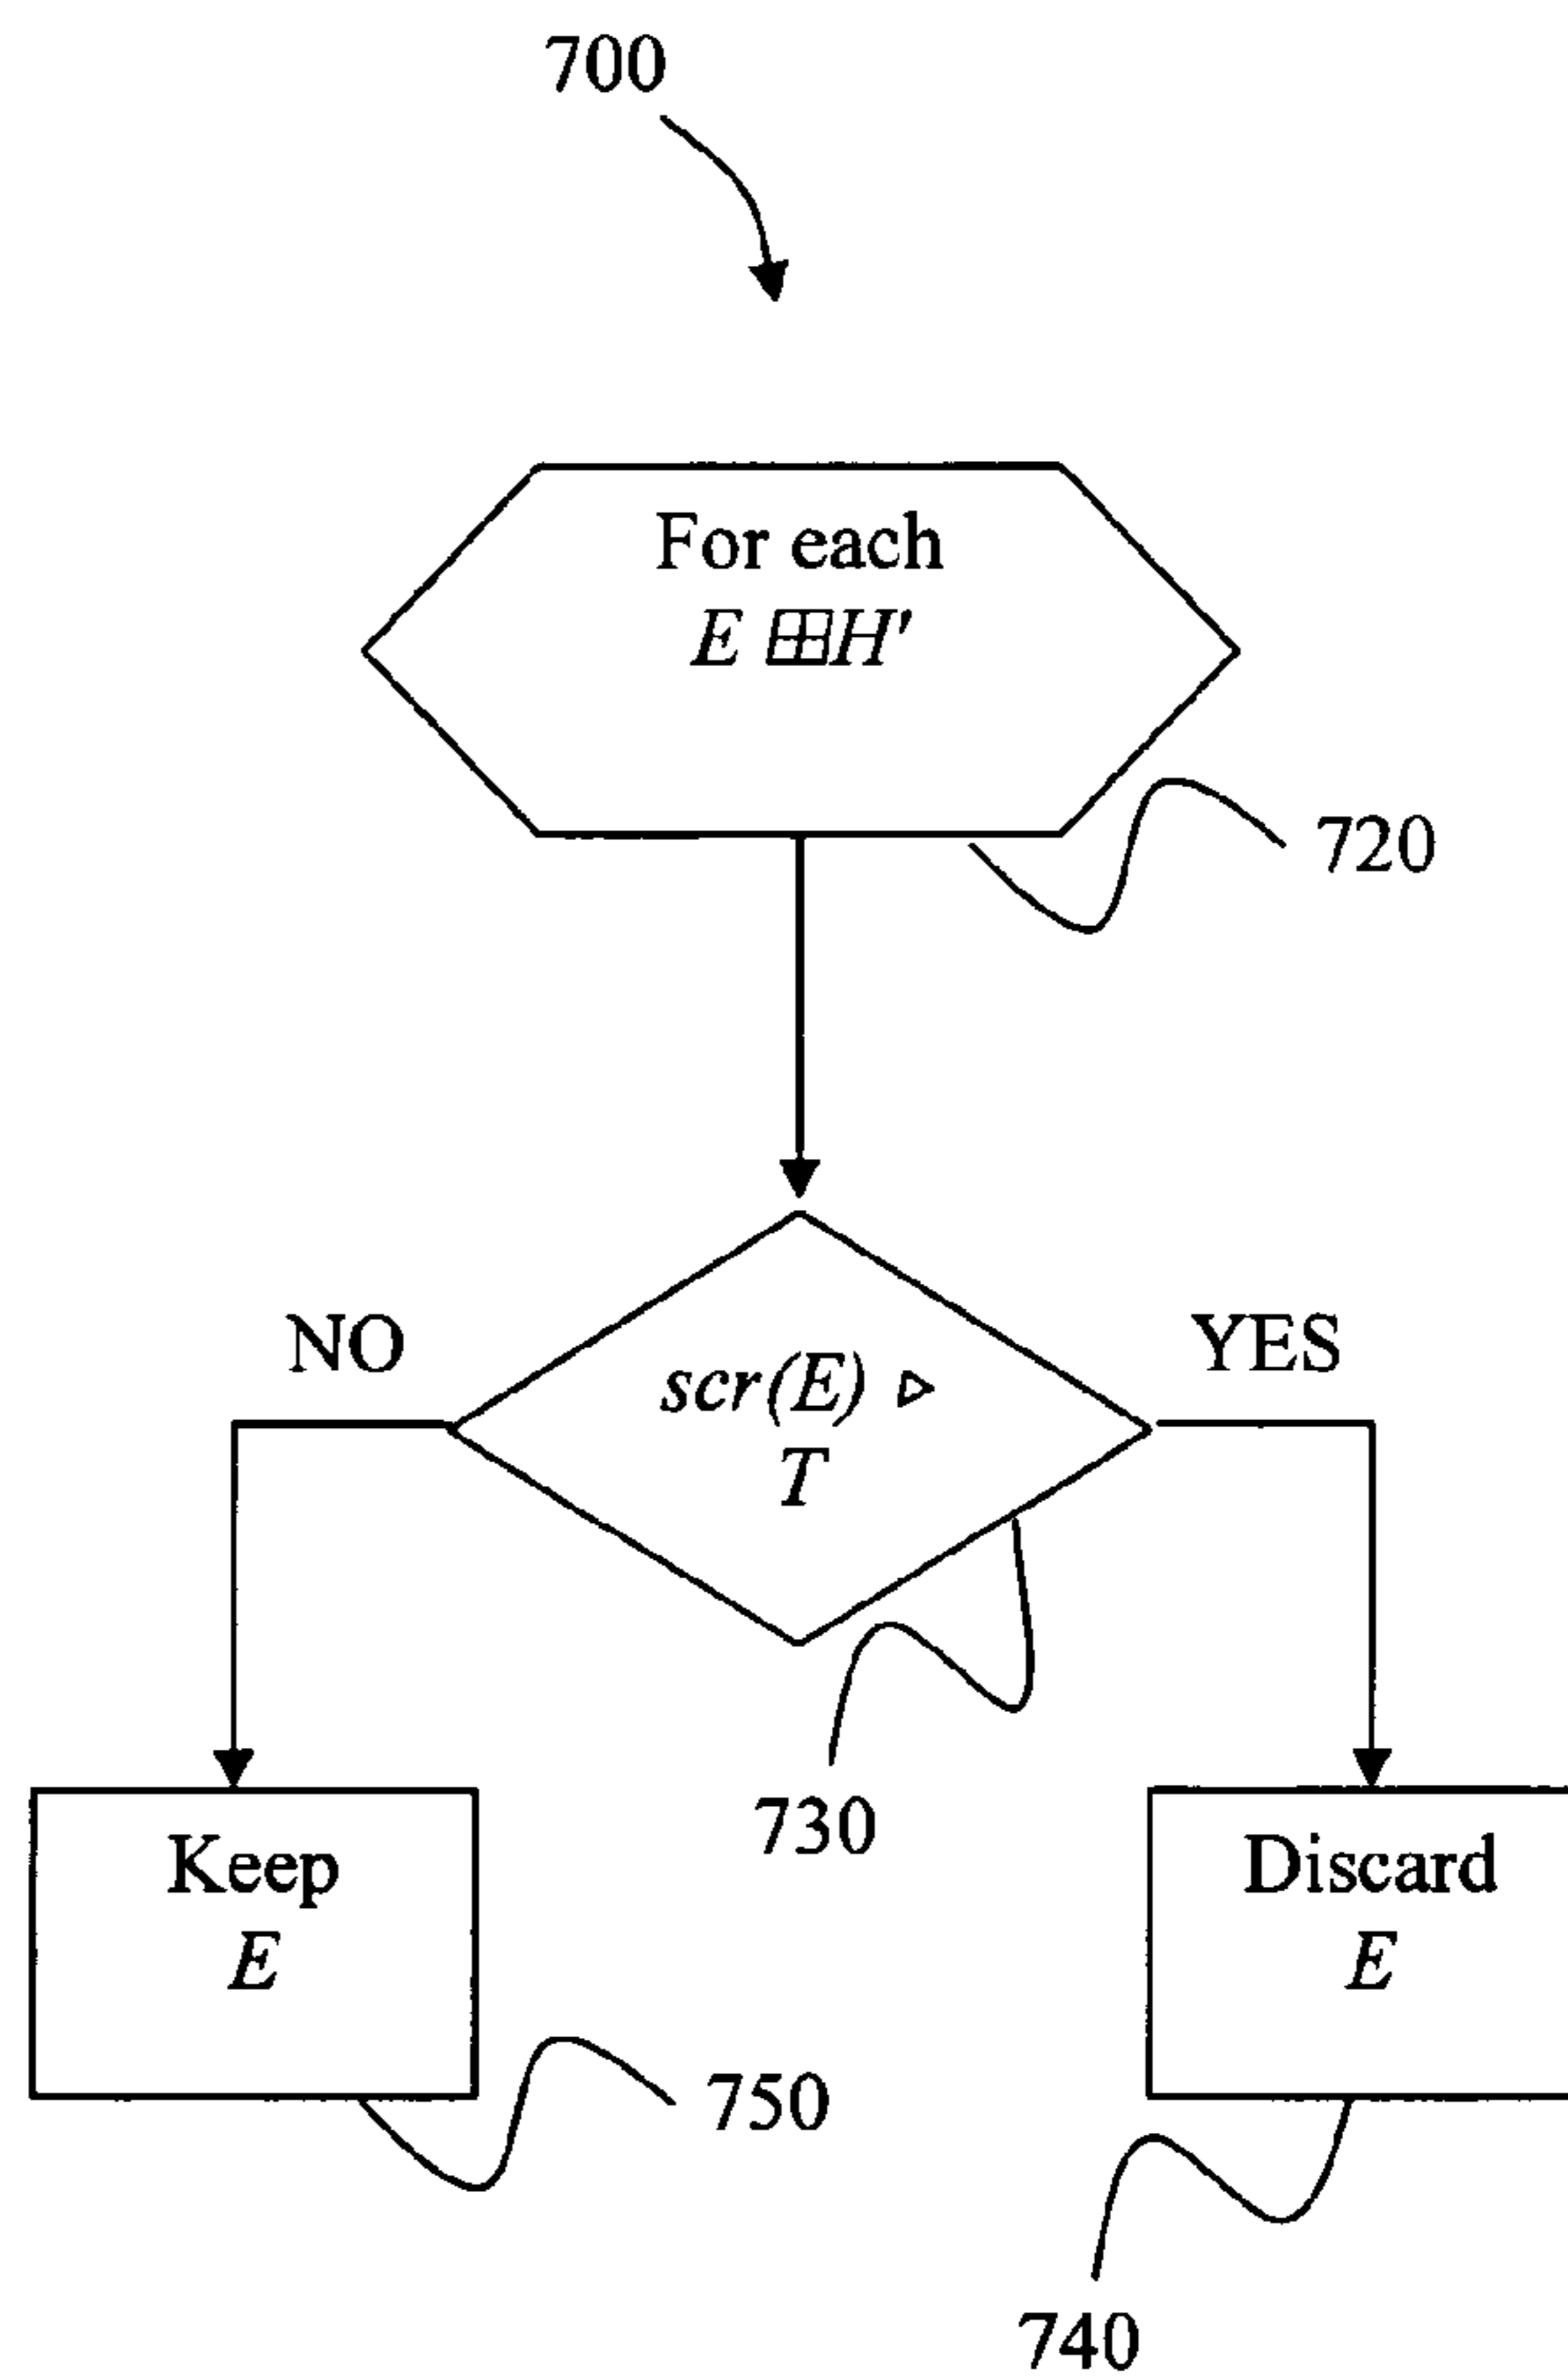 700
For each
E ⊞H'
720
NO
YES
scr(E) ▷
T
730
Keep
E
Discard
E
750
740